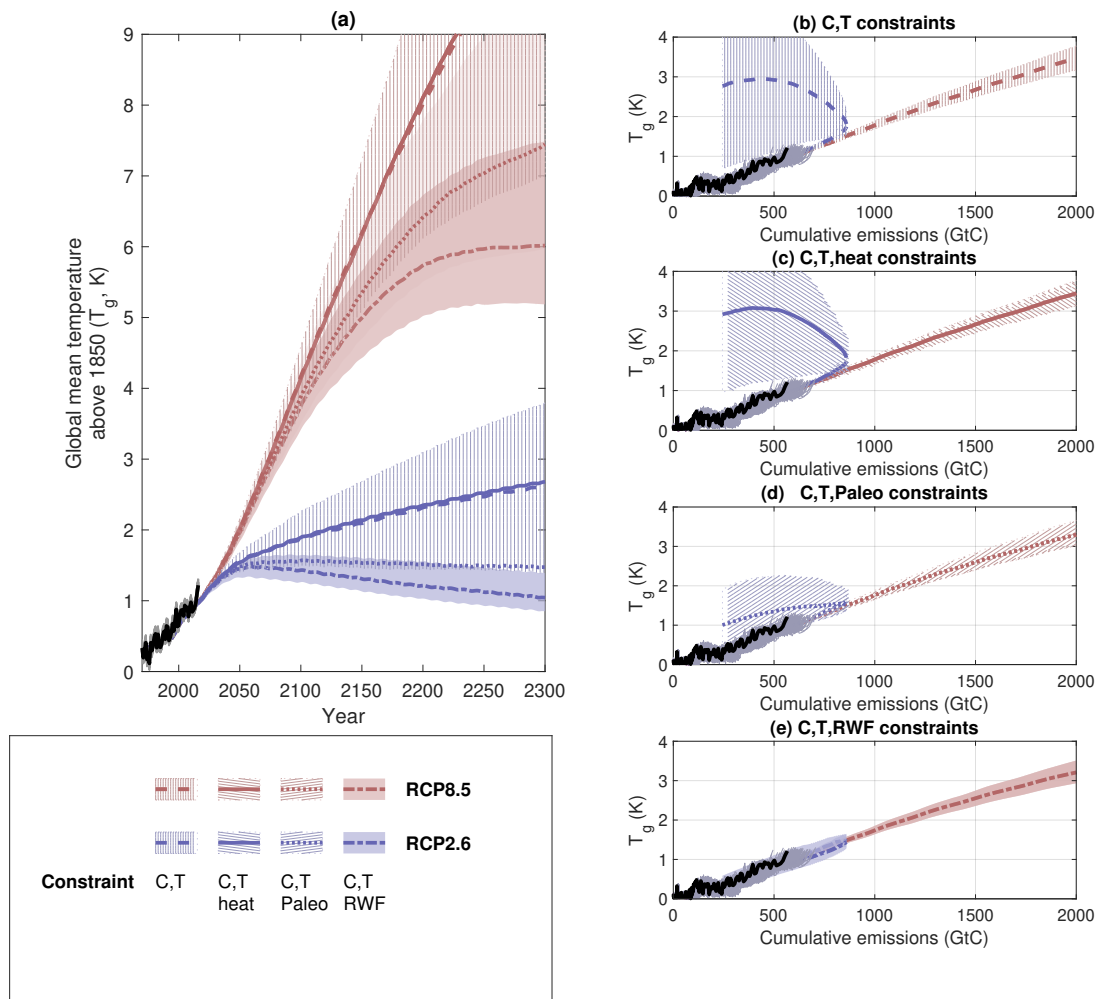 (a)
9
8
7
6
5
4
3
2
1
0
Global mean temperature
above 1850 (T_g, K)
2000 2050 2100 2150 2200 2250 2300
Year
(b) C,T constraints
4
3
2
1
0
T_g (K)
0 500 1000 1500 2000
Cumulative emissions (GtC)
(c) C,T,heat constraints
4
3
2
1
0
T_g (K)
0 500 1000 1500 2000
Cumulative emissions (GtC)
(d) C,T,Paleo constraints
4
3
2
1
0
T_g (K)
0 500 1000 1500 2000
Cumulative emissions (GtC)
(e) C,T,RWF constraints
4
3
2
1
0
T_g (K)
0 500 1000 1500 2000
Cumulative emissions (GtC)
RCP8.5
RCP2.6
Constraint C,T C,T C,T C,T
heat Paleo RWF